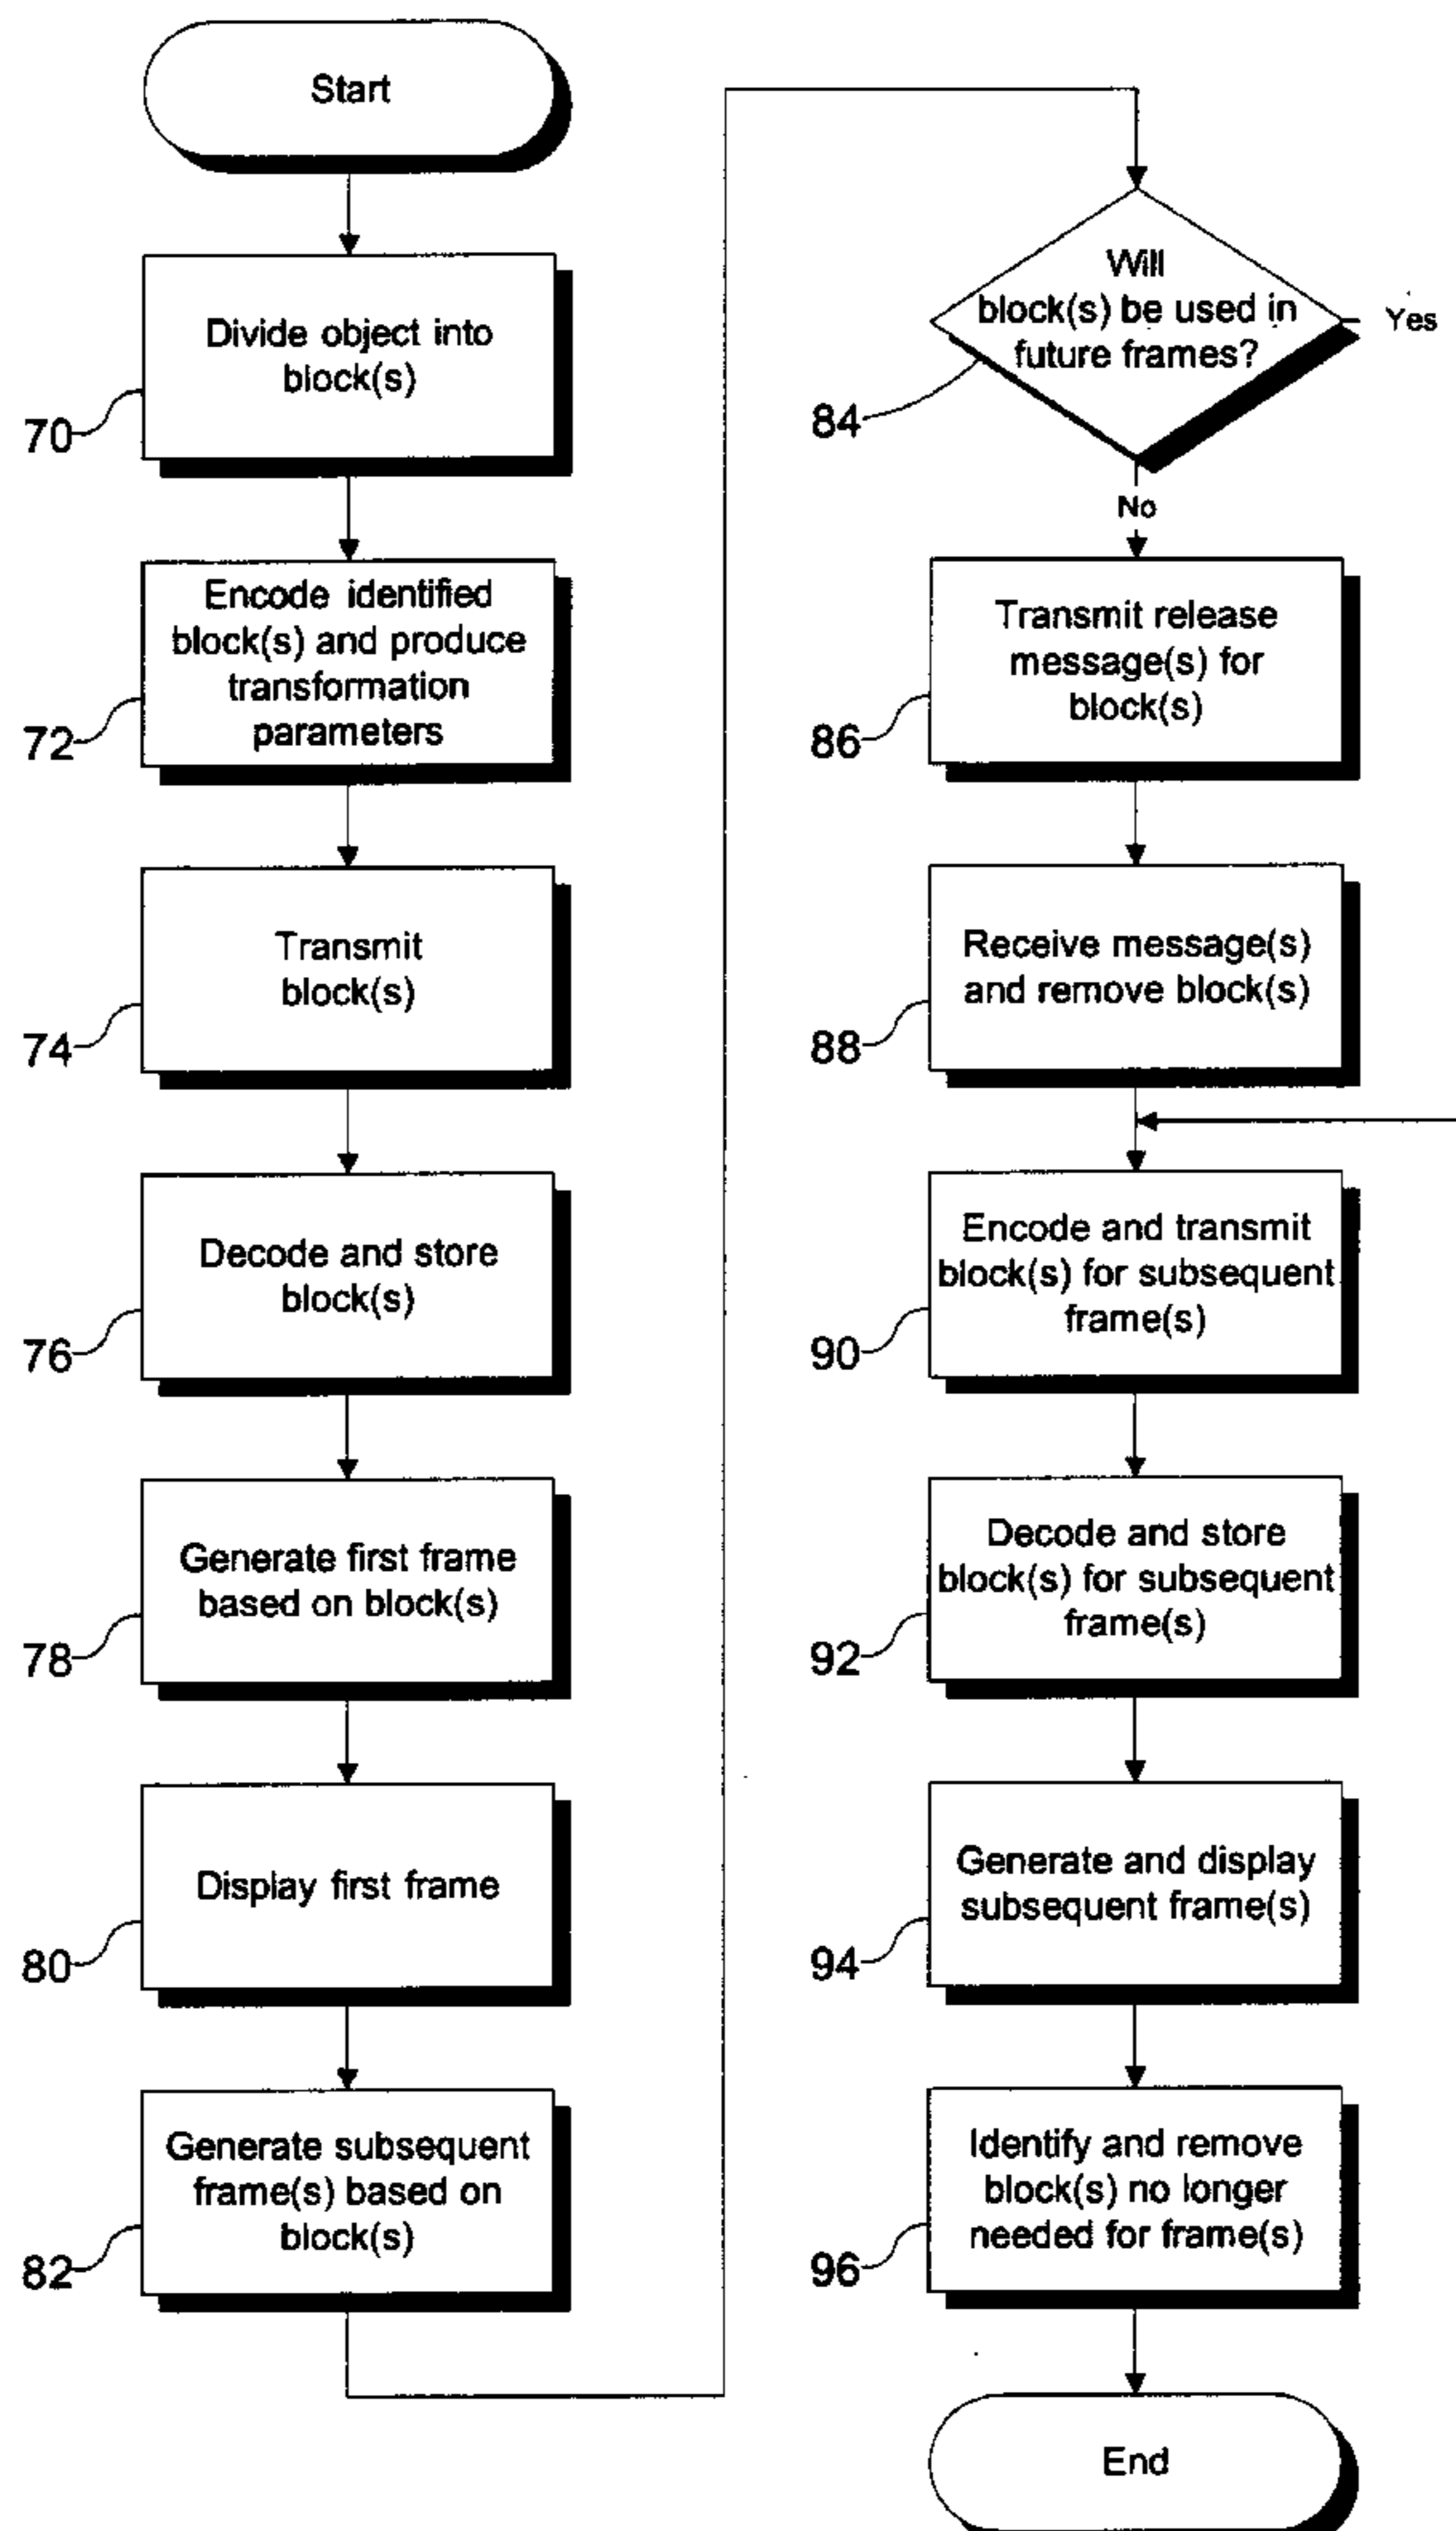 Start
Divide object into
block(s)
70
Encode identified
block(s) and produce
transformation
parameters
72
Transmit
block(s)
74
Decode and store
block(s)
76
Generate first frame
based on block(s)
78
Display first frame
80
Generate subsequent
frame(s) based on
block(s)
82
Will
block(s) be used in
future frames?
Yes
84
No
Transmit release
message(s) for
block(s)
86
Receive message(s)
and remove block(s)
88
Encode and transmit
block(s) for subsequent
frame(s)
90
Decode and store
block(s) for subsequent
frame(s)
92
Generate and display
subsequent frame(s)
94
Identify and remove
block(s) no longer
needed for frame(s)
96
End